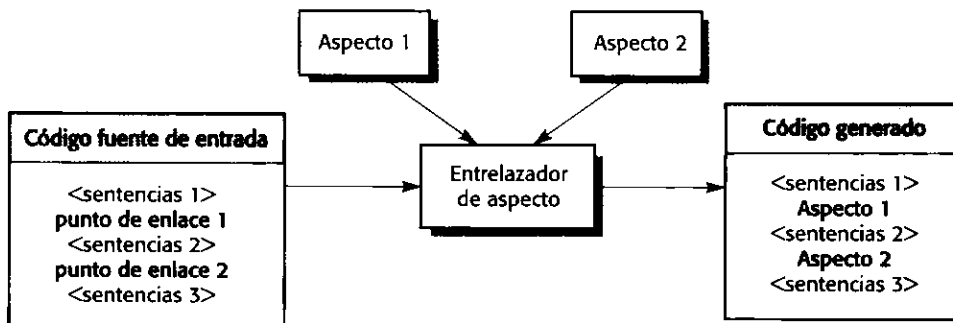 Aspecto 1
Aspecto 2
Código fuente de entrada
<sentencias 1>
punto de enlace 1
<sentencias 2>
punto de enlace 2
<sentencias 3>
Entrelazador
de aspecto
Código generado
<sentencias 1>
Aspecto 1
<sentencias 2>
Aspecto 2
<sentencias 3>